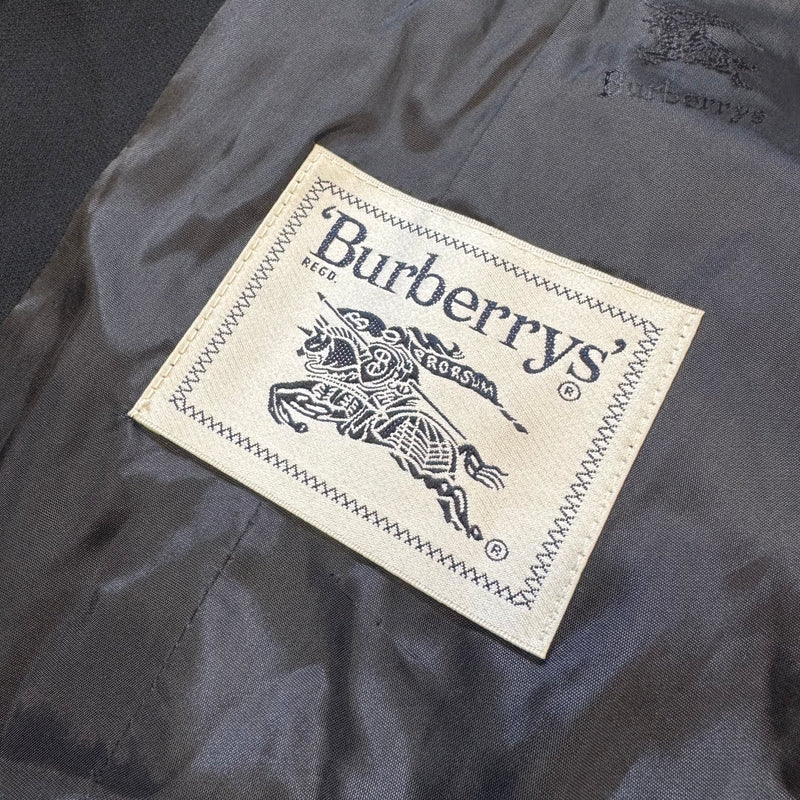 Burberrys
'Burberrys'
REGD.
®
PRORSUM
®